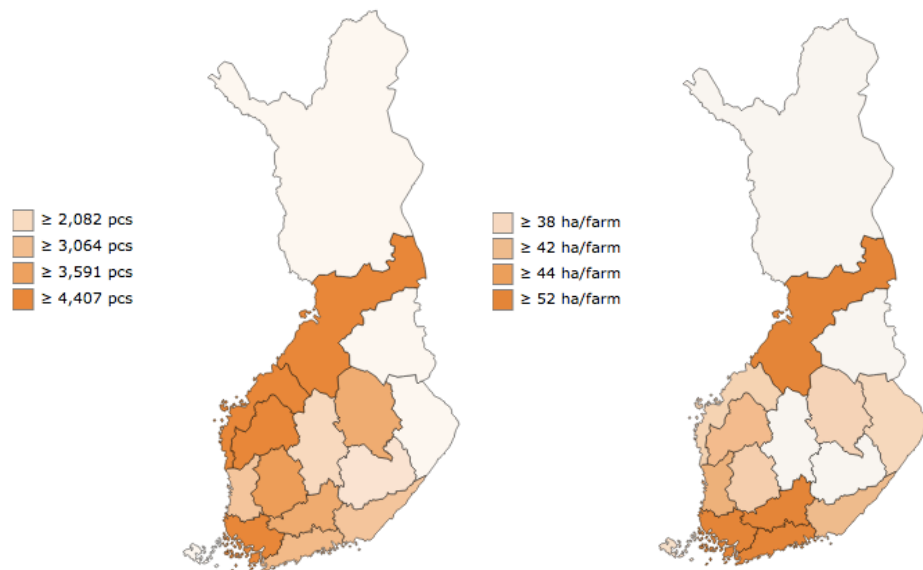 ≥ 2,082 pcs
≥ 3,064 pcs
≥ 3,591 pcs
≥ 4,407 pcs
≥ 38 ha/farm
≥ 42 ha/farm
≥ 44 ha/farm
≥ 52 ha/farm